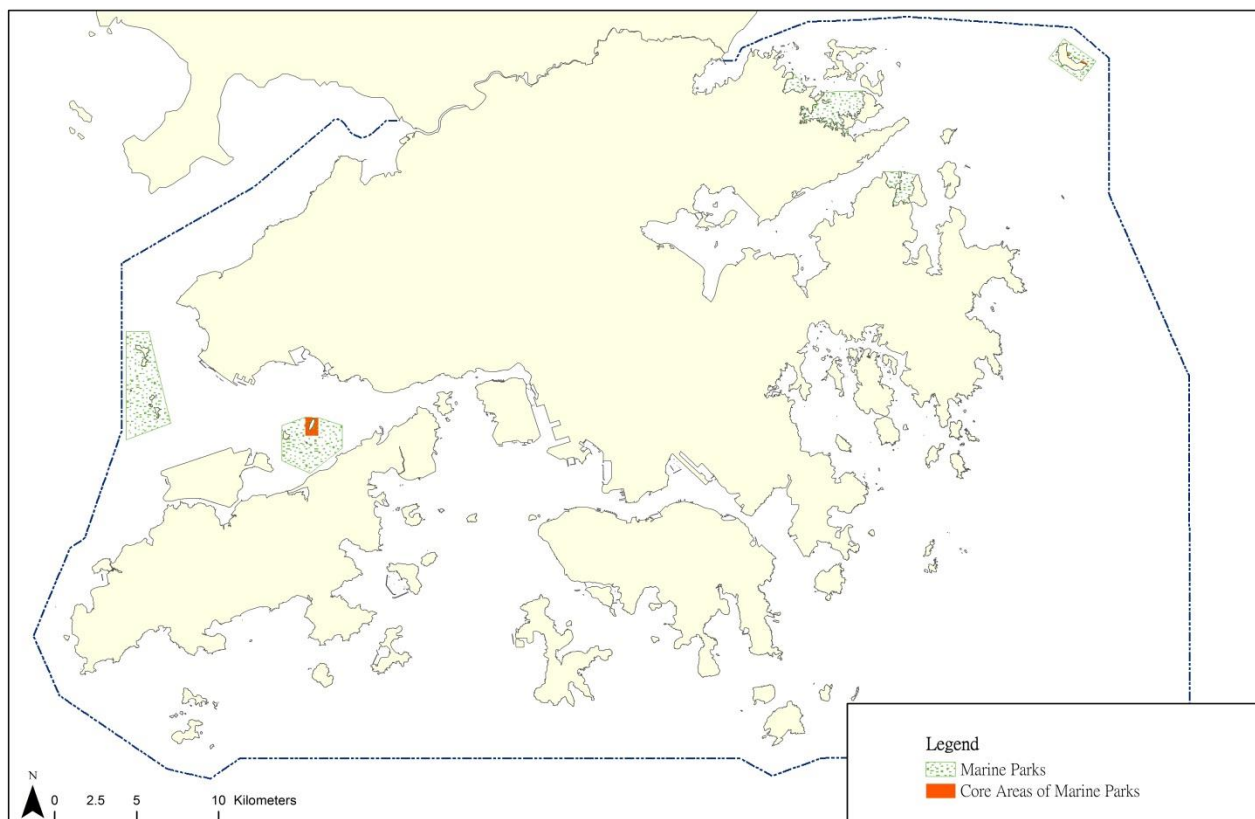 N
0 2.5 5 10 Kilometers
Legend
Marine Parks
Core Areas of Marine Parks